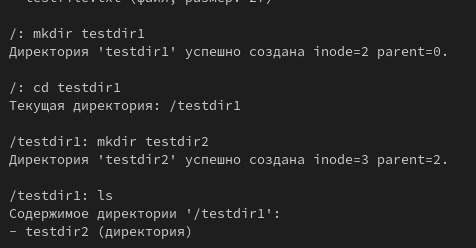 testfile.txt (файл, размер: 27)
/: mkdir testdir1
Директория 'testdir1' успешно создана inode=2 parent=0.
/: cd testdir1
Текущая директория: /testdir1
/testdir1: mkdir testdir2
Директория 'testdir2' успешно создана inode=3 parent=2.
/testdir1: ls
Содержимое директории '/testdir1':
- testdir2 (директория)